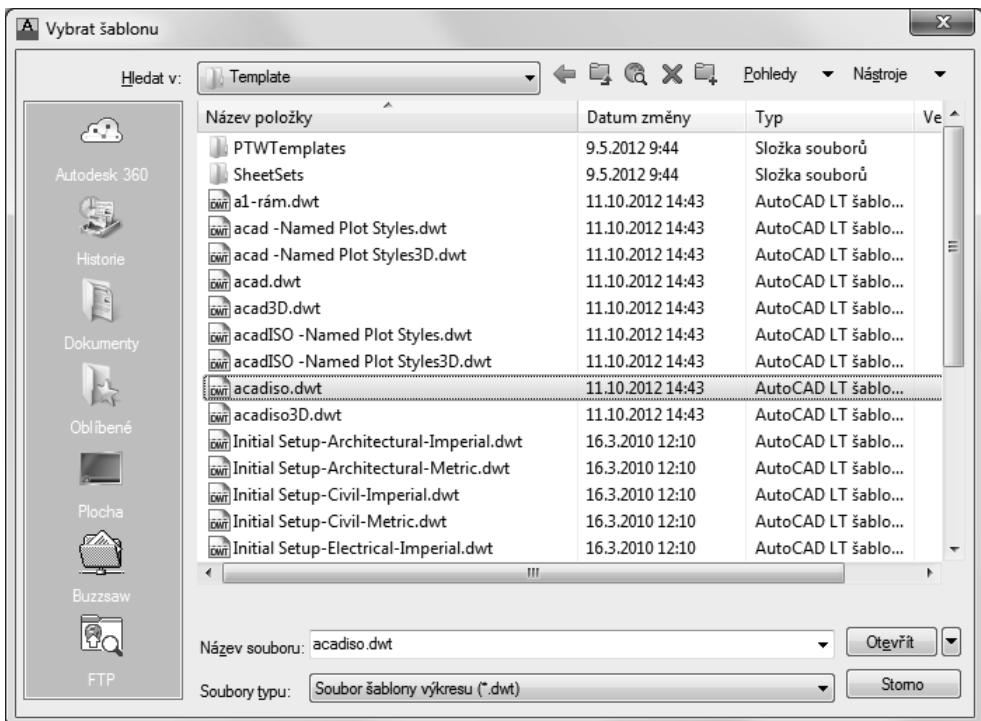 Vybrat šablonu
Hledat v: Template Pohledy Nástroje
Název položky Datum změny Typ Ve
PTWTemplates 9.5.2012 9:44 Složka souborů
SheetSets 9.5.2012 9:44 Složka souborů
a1-rám.dwt 11.10.2012 14:43 AutoCAD LT šablo...
acad -Named Plot Styles.dwt 11.10.2012 14:43 AutoCAD LT šablo...
acad -Named Plot Styles3D.dwt 11.10.2012 14:43 AutoCAD LT šablo...
acad.dwt 11.10.2012 14:43 AutoCAD LT šablo...
acad3D.dwt 11.10.2012 14:43 AutoCAD LT šablo...
acadISO -Named Plot Styles.dwt 11.10.2012 14:43 AutoCAD LT šablo...
acadISO -Named Plot Styles3D.dwt 11.10.2012 14:43 AutoCAD LT šablo...
acadiso.dwt 11.10.2012 14:43 AutoCAD LT šablo...
acadiso3D.dwt 11.10.2012 14:43 AutoCAD LT šablo...
Initial Setup-Architectural-Imperial.dwt 16.3.2010 12:10 AutoCAD LT šablo...
Initial Setup-Architectural-Metric.dwt 16.3.2010 12:10 AutoCAD LT šablo...
Initial Setup-Civil-Imperial.dwt 16.3.2010 12:10 AutoCAD LT šablo...
Initial Setup-Civil-Metric.dwt 16.3.2010 12:10 AutoCAD LT šablo...
Initial Setup-Electrical-Imperial.dwt 16.3.2010 12:10 AutoCAD LT šablo...
Autodesk 360
Historie
Dokumenty
Oblíbené
Plocha
Buzzsaw
FTP
Název souboru: acadiso.dwt Otevřít
Soubory typu: Soubor šablony výkresu (*.dwt) Storno